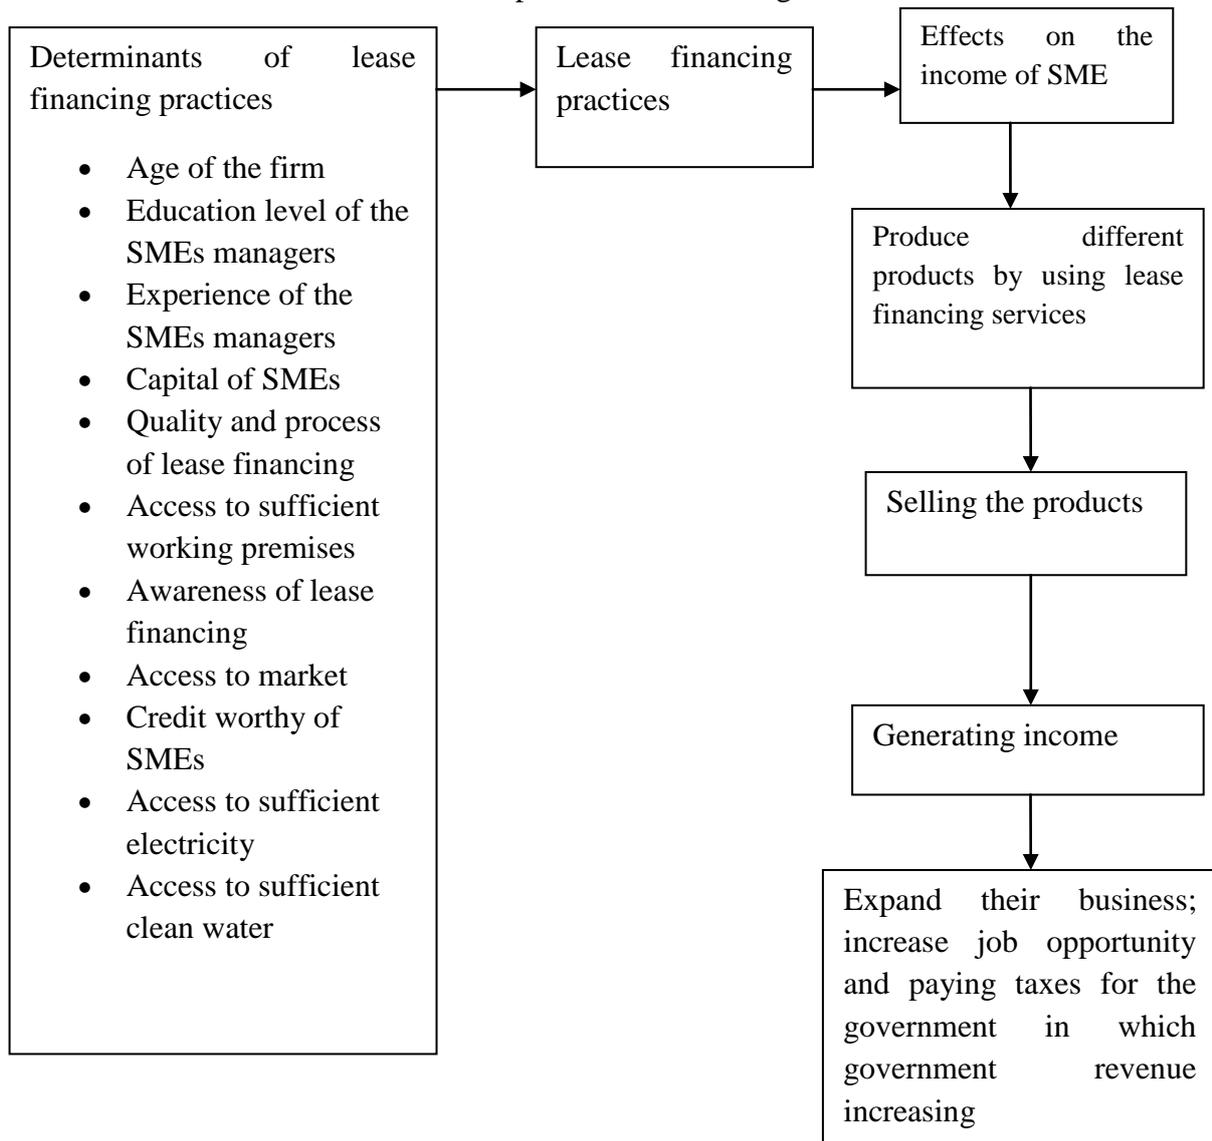 Determinants of lease
financing practices
• Age of the firm
• Education level of the
SMEs managers
• Experience of the
SMEs managers
• Capital of SMEs
• Quality and process
of lease financing
• Access to sufficient
working premises
• Awareness of lease
financing
• Access to market
• Credit worthy of
SMEs
• Access to sufficient
electricity
• Access to sufficient
clean water
Lease financing
practices
Effects on the
income of SME
Produce different
products by using lease
financing services
Selling the products
Generating income
Expand their business;
increase job opportunity
and paying taxes for the
government in which
government revenue
increasing